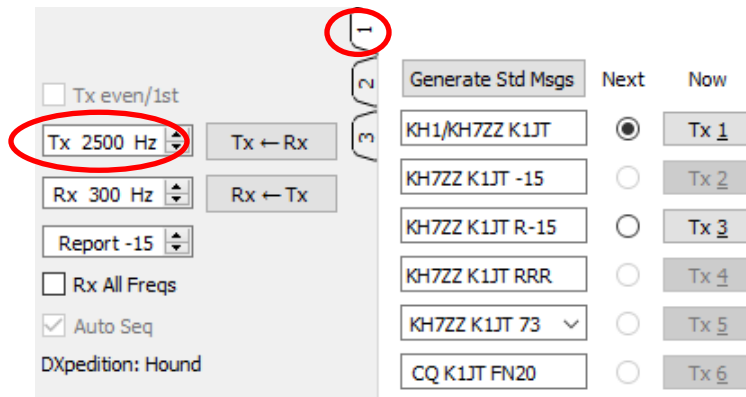 1
2
3
Tx even/1st
Tx 2500 Hz
Tx ← Rx
Rx 300 Hz
Rx ← Tx
Report -15
Rx All Freqs
Auto Seq
DXpedition: Hound
Generate Std Msgs Next Now
KH1/KH7ZZ K1JT Tx 1
KH7ZZ K1JT -15 Tx 2
KH7ZZ K1JT R-15 Tx 3
KH7ZZ K1JT RRR Tx 4
KH7ZZ K1JT 73 Tx 5
CQ K1JT FN20 Tx 6